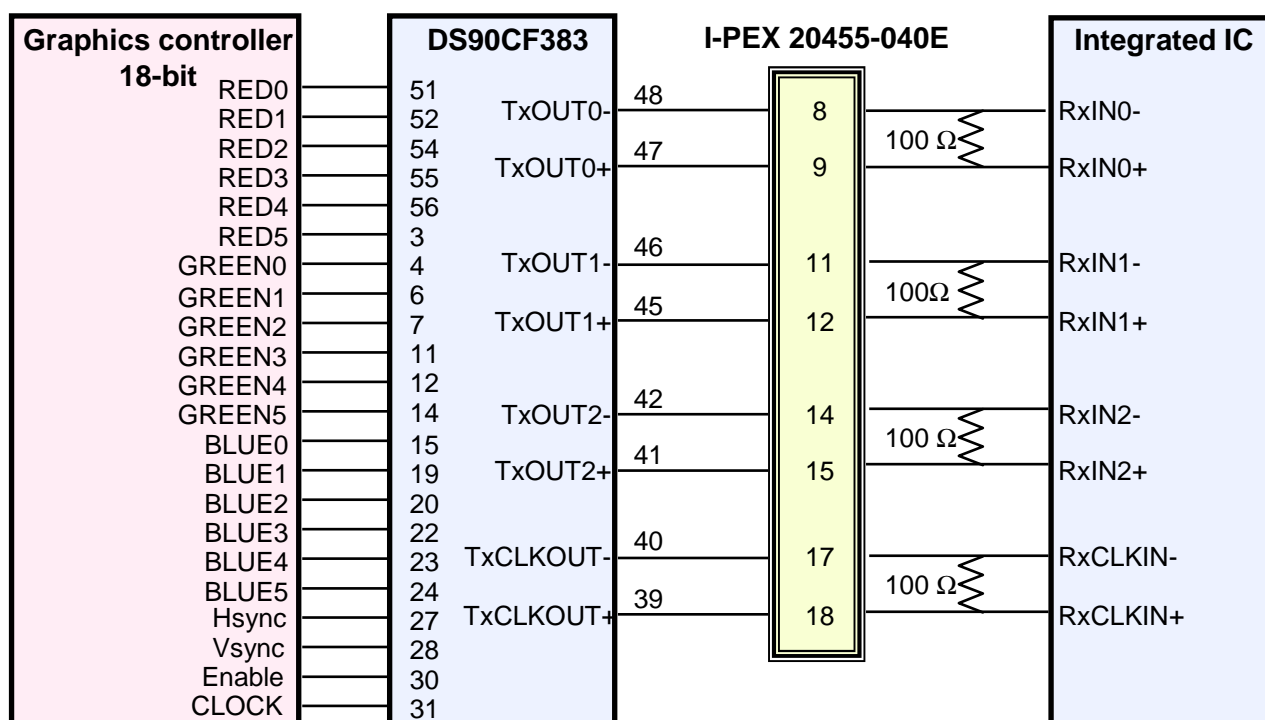 Graphics controller
18-bit
DS90CF383
I-PEX 20455-040E
Integrated IC
RED0 51
RED1 52
RED2 54
RED3 55
RED4 56
RED5 3
GREEN0 4
GREEN1 6
GREEN2 7
GREEN3 11
GREEN4 12
GREEN5 14
BLUE0 15
BLUE1 19
BLUE2 20
BLUE3 22
BLUE4 23
BLUE5 24
Hsync 27
Vsync 28
Enable 30
CLOCK 31
TxOUT0- 48 8 RxIN0-
100 Ω
TxOUT0+ 47 9 RxIN0+
TxOUT1- 46 11 RxIN1-
100Ω
TxOUT1+ 45 12 RxIN1+
TxOUT2- 42 14 RxIN2-
100 Ω
TxOUT2+ 41 15 RxIN2+
TxCLKOUT- 40 17 RxCLKIN-
100 Ω
TxCLKOUT+ 39 18 RxCLKIN+